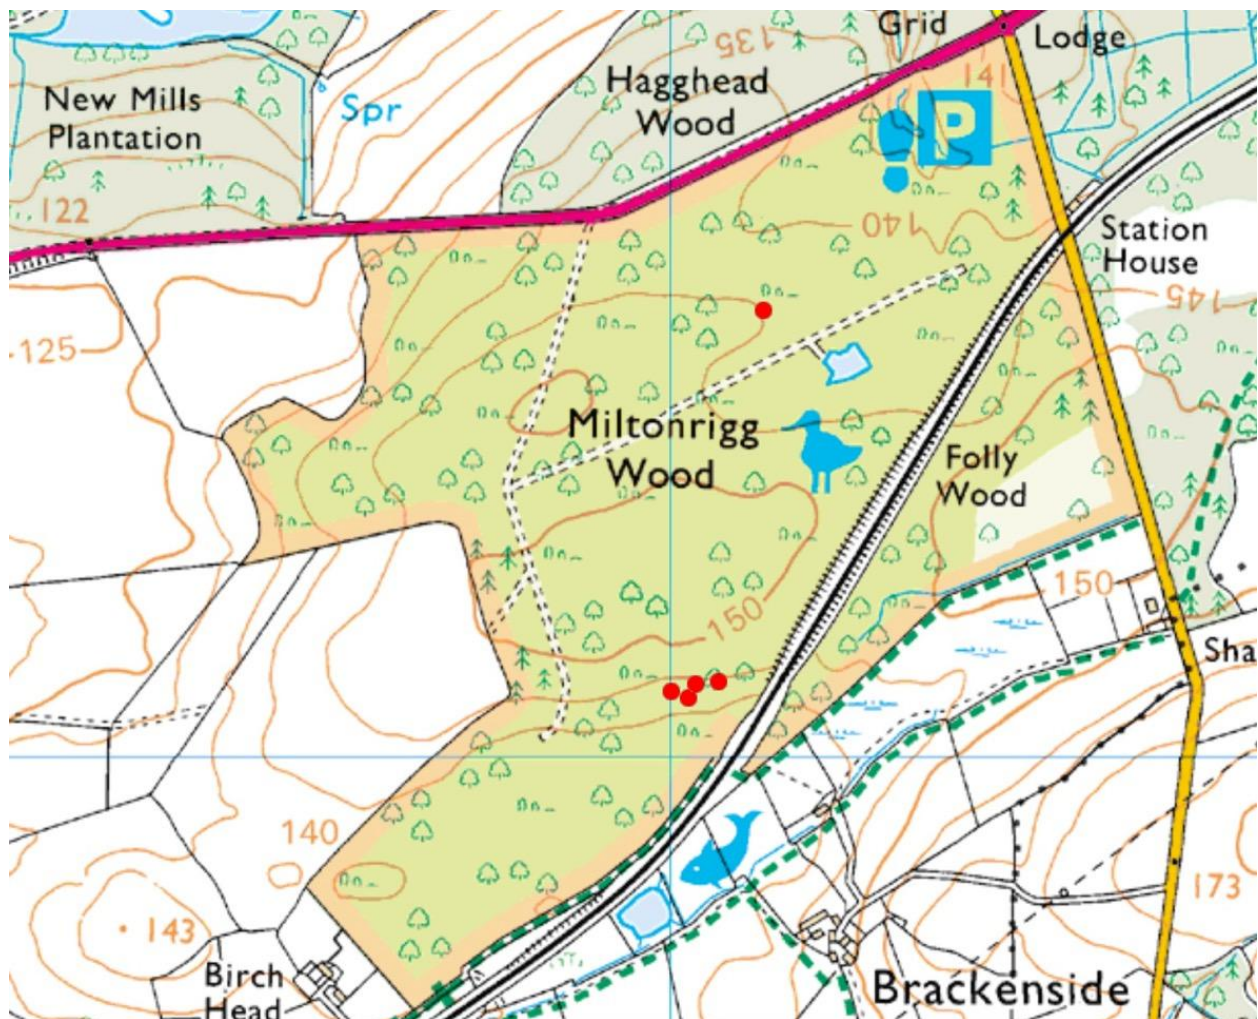 Grid
Lodge
135
141
Hagghead
Wood
New Mills
Plantation
Spr
P
122
140
Station
House
145
125
Miltonrigg
Wood
Folly
Wood
150
150
Sha
140
143
173
Birch
Head
Brackenside